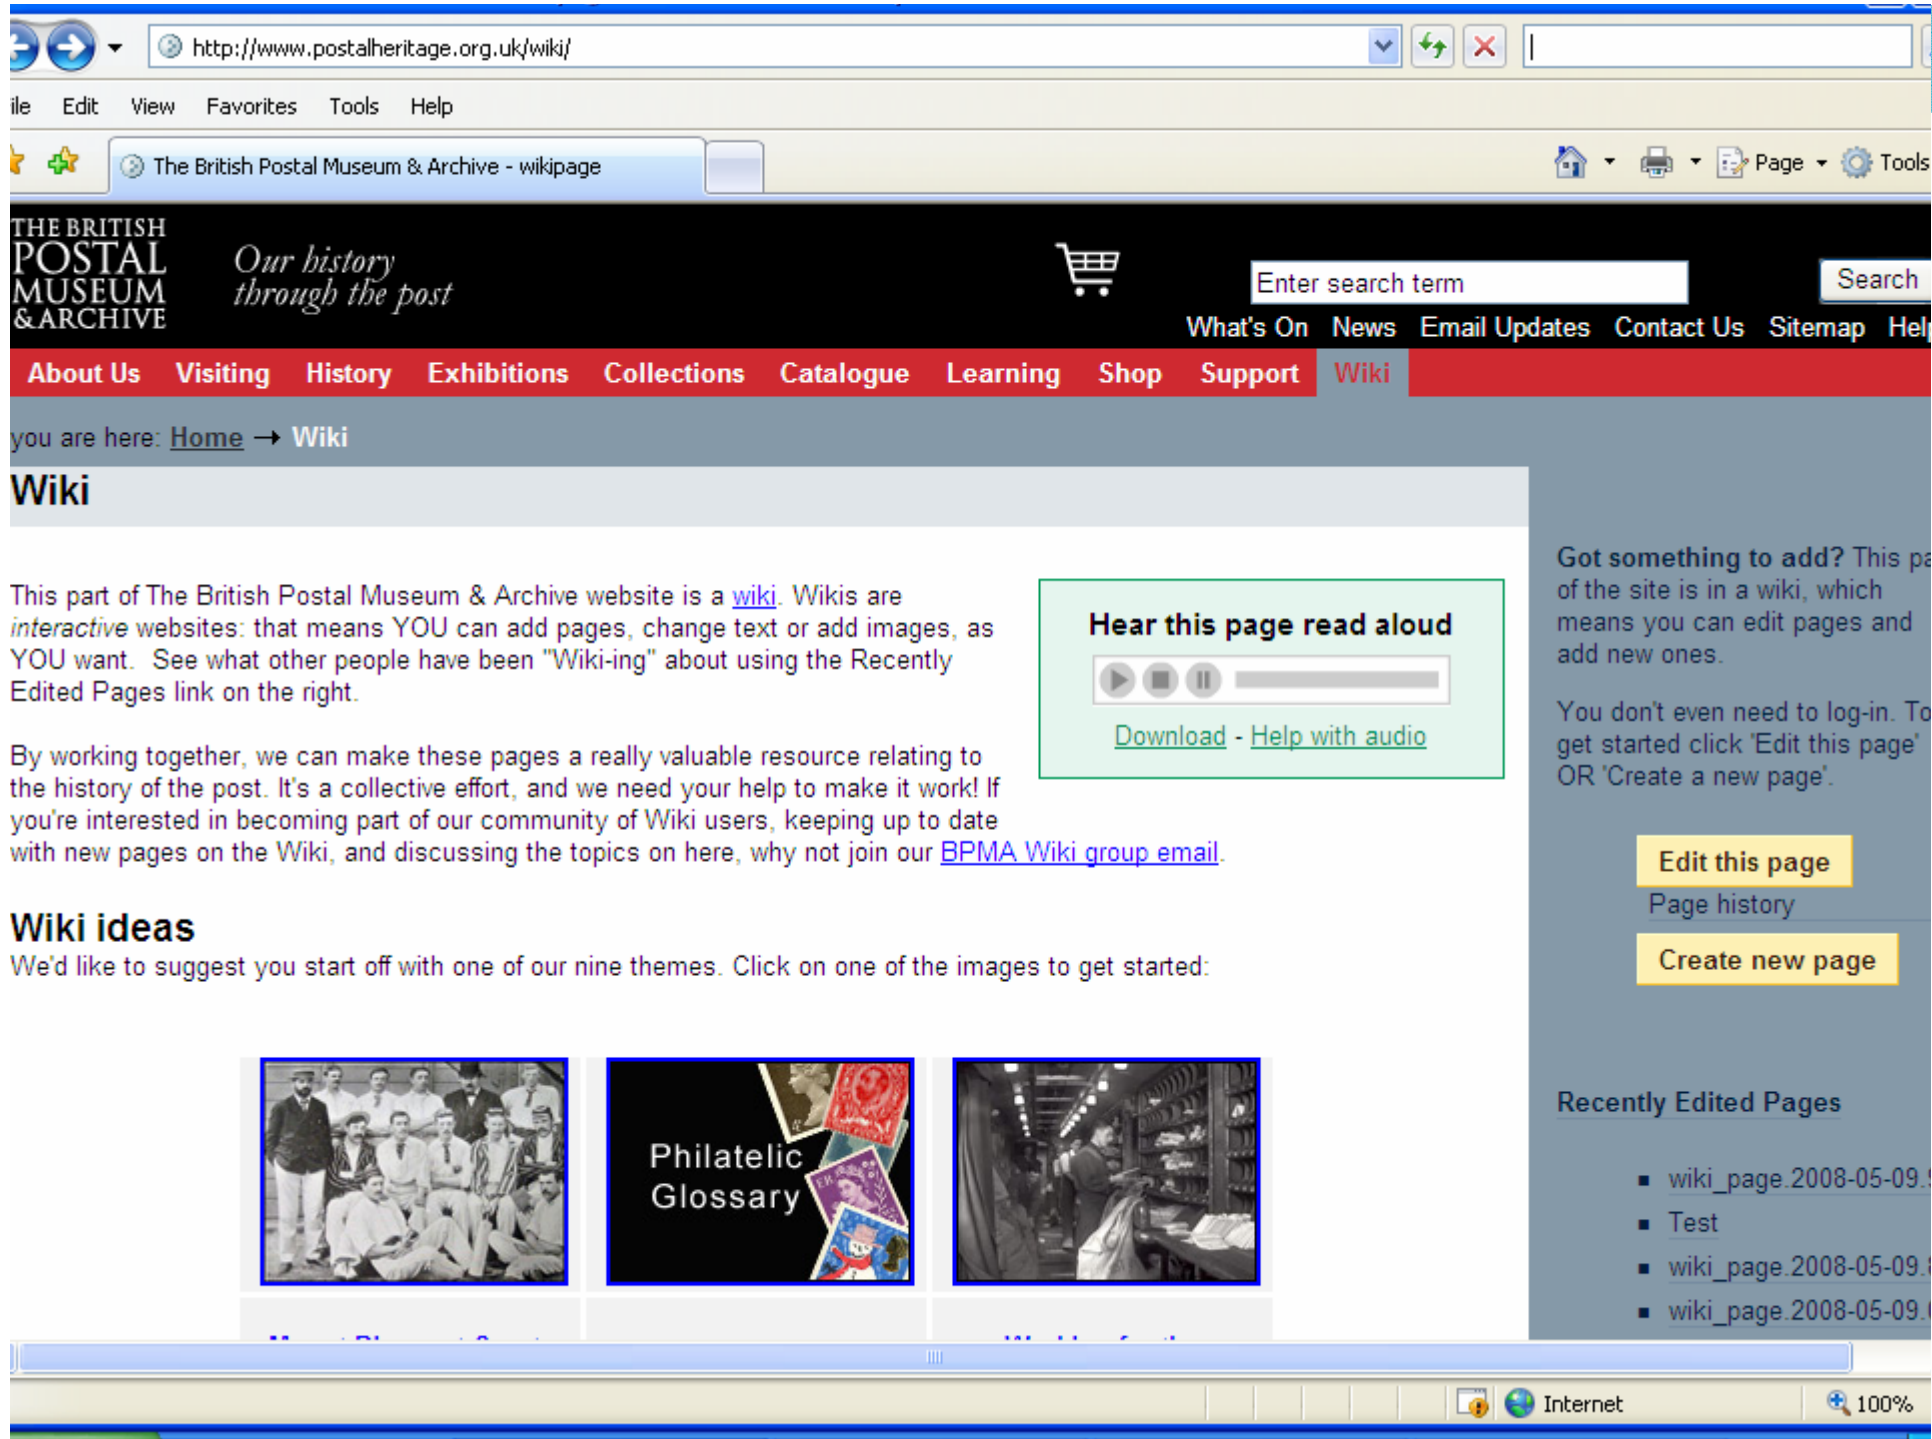 http://www.postalheritage.org.uk/wiki/
Edit View Favorites Tools Help
The British Postal Museum & Archive - wikipage
Page Tools
THE BRITISH
POSTAL
MUSEUM
& ARCHIVE
Our history
through the post
Enter search term
Search
What's On News Email Updates Contact Us Sitemap Help
About Us Visiting History Exhibitions Collections Catalogue Learning Shop Support Wiki
you are here: Home → Wiki
Wiki
This part of The British Postal Museum & Archive website is a wiki. Wikis are
interactive websites: that means YOU can add pages, change text or add images, as
YOU want. See what other people have been "Wiki-ing" about using the Recently
Edited Pages link on the right.
By working together, we can make these pages a really valuable resource relating to
the history of the post. It's a collective effort, and we need your help to make it work! If
you're interested in becoming part of our community of Wiki users, keeping up to date
with new pages on the Wiki, and discussing the topics on here, why not join our BPMA Wiki group email.
Hear this page read aloud
Download - Help with audio
Wiki ideas
We'd like to suggest you start off with one of our nine themes. Click on one of the images to get started:
Philatelic
Glossary
Got something to add? This
of the site is in a wiki, which
means you can edit pages and
add new ones.
You don't even need to log-in. To
get started click 'Edit this page'
OR 'Create a new page'.
Edit this page
Page history
Create new page
Recently Edited Pages
wiki_page.2008-05-09.
Test
wiki_page.2008-05-09.
wiki_page.2008-05-09.
Internet
100%